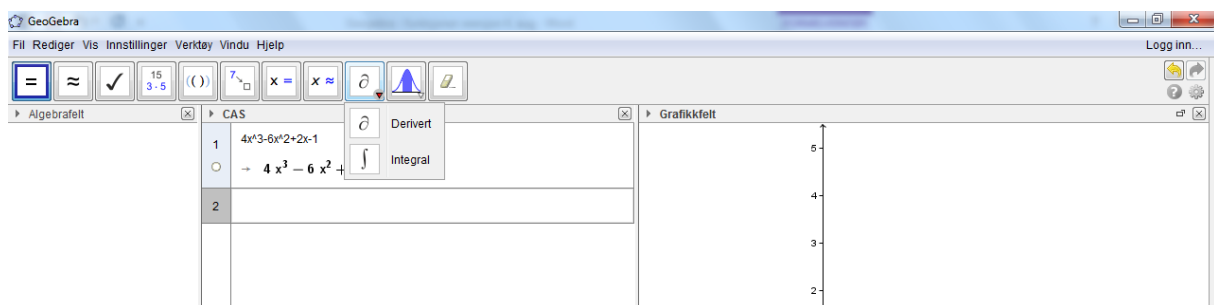 GeoGebra
Fil Rediger Vis Innstillinger Verktøy Vindu Hjelp
Logg inn...
= ≈ ✓ 15 3·5 (()) 7 x = x ≈ ∂ ?
Algebrafelt
CAS
Grafikkfelt
1
4x^3-6x^2+2x-1
→ 4 x³ − 6 x² +
∂ Derivert
∫ Integral
2
5
4
3
2